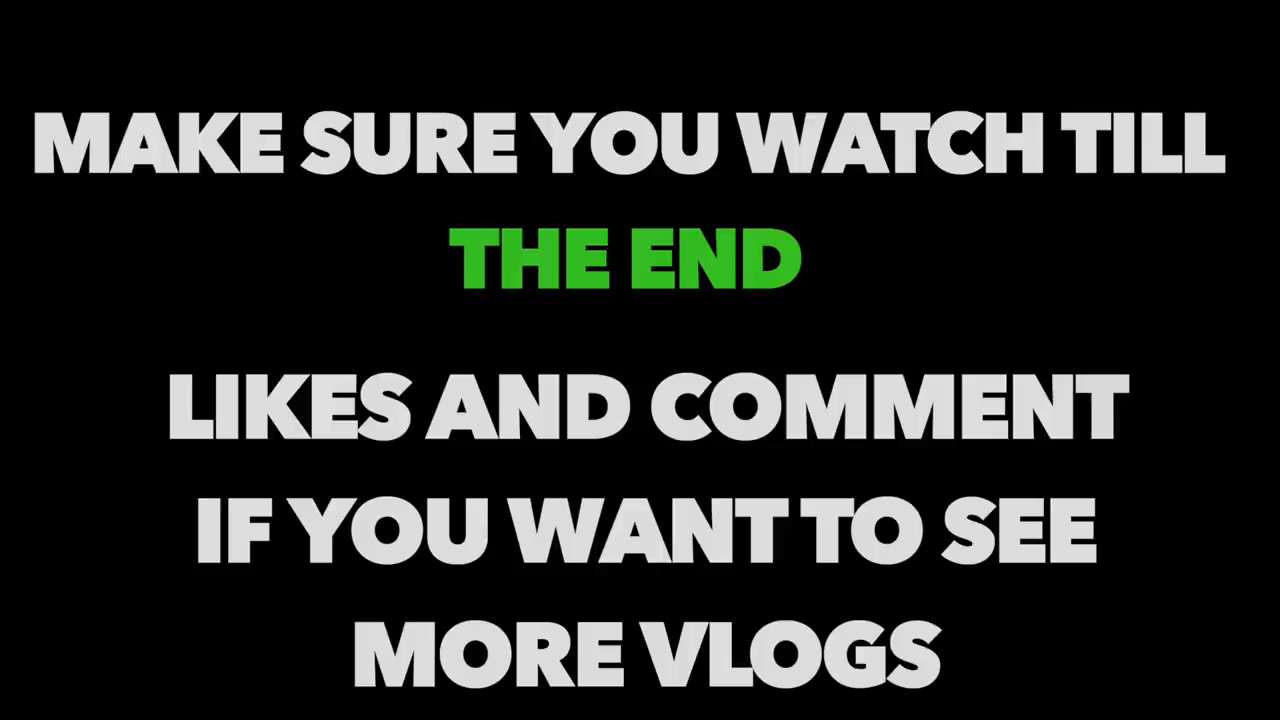 MAKE SURE YOU WATCH TILL
THE END
LIKES AND COMMENT
IF YOU WANT TO SEE
MORE VLOGS